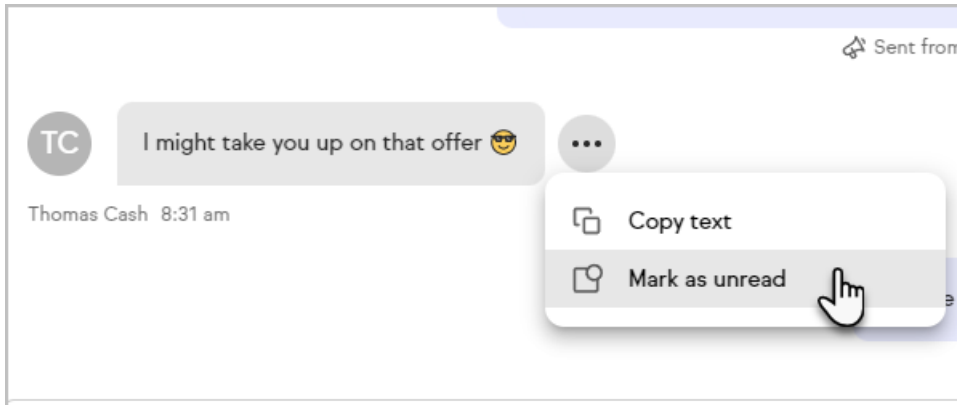 Sent from
TC
I might take you up on that offer 😎
Thomas Cash 8:31 am
Copy text
Mark as unread
e